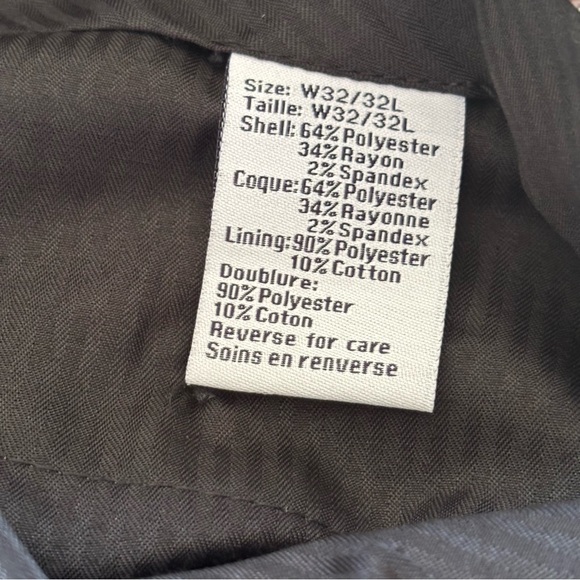 Size: W32/32L
Taille: W32/32L
Shell: 64% Polyester
34% Rayon
2% Spandex
Coque: 64% Polyester
34% Rayonne
2% Spandex
Lining: 90% Polyester
10% Cotton
Doublure:
90% Polyester
10% Coton
Reverse for care
Soins en renverse